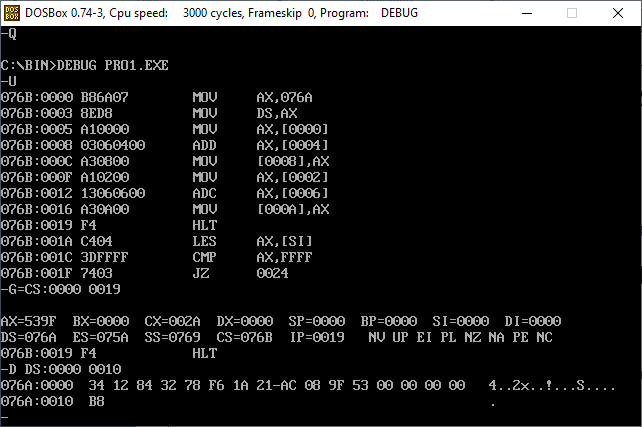 DOSBox 0.74-3, Cpu speed:    3000 cycles, Frameskip  0, Program:    DEBUG
-Q
C:\BIN>DEBUG PRO1.EXE
-U
076B:0000 B86A07        MOV     AX,076A
076B:0003 8ED8          MOV     DS,AX
076B:0005 A10000        MOV     AX,[0000]
076B:0008 03060400      ADD     AX,[0004]
076B:000C A30800        MOV     [0008],AX
076B:000F A10200        MOV     AX,[0002]
076B:0012 13060600      ADC     AX,[0006]
076B:0016 A30A00        MOV     [000A],AX
076B:0019 F4            HLT
076B:001A C404          LES     AX,[SI]
076B:001C 3DFFFF        CMP     AX,FFFF
076B:001F 7403          JZ      0024
-G=CS:0000 0019
AX=539F  BX=0000  CX=002A  DX=0000  SP=0000  BP=0000  SI=0000  DI=0000
DS=076A  ES=075A  SS=0769  CS=076B  IP=0019   NV UP EI PL NZ NA PE NC
076B:0019 F4            HLT
-D DS:0000 0010
076A:0000  34 12 84 32 78 F6 1A 21-AC 08 9F 53 00 00 00 00   4..2x..!...S....
076A:0010  B8                                                .
-